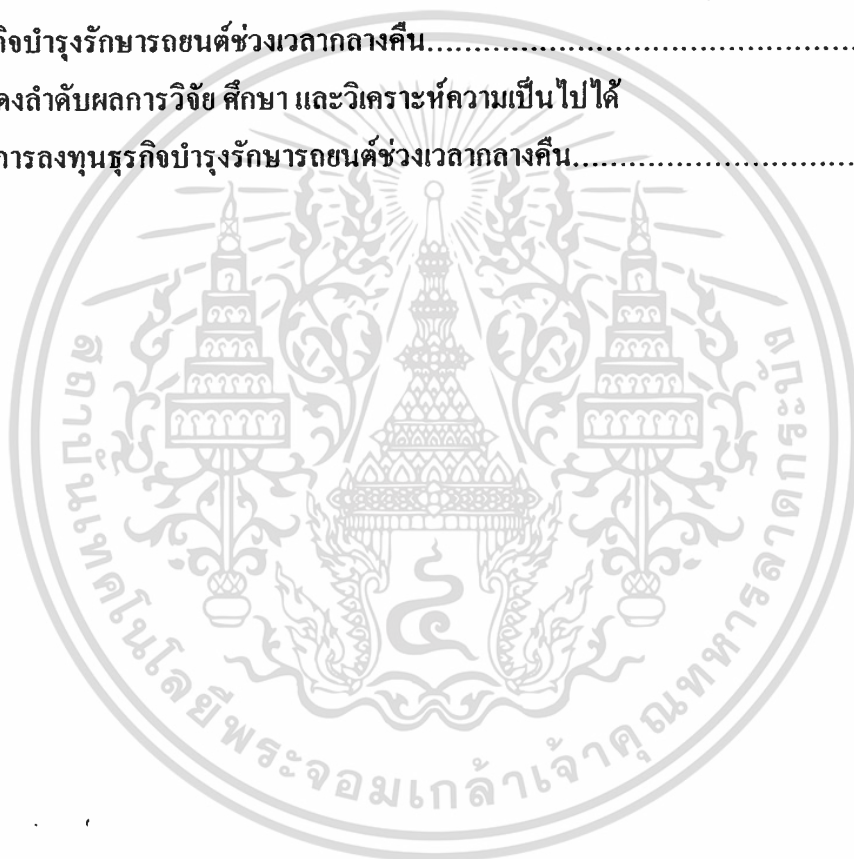 กิจบำรุงรักษารถยนต์ช่วงเวลากลางคืน......................................................
ดงลำดับผลการวิจัย ศึกษา และวิเคราะห์ความเป็นไปได้
การลงทุนธุรกิจบำรุงรักษารถยนต์ช่วงเวลากลางคืน.....................................
สถาบันเทคโนโลยีพระจอมเกล้าเจ้าคุณทหารลาดกระบัง